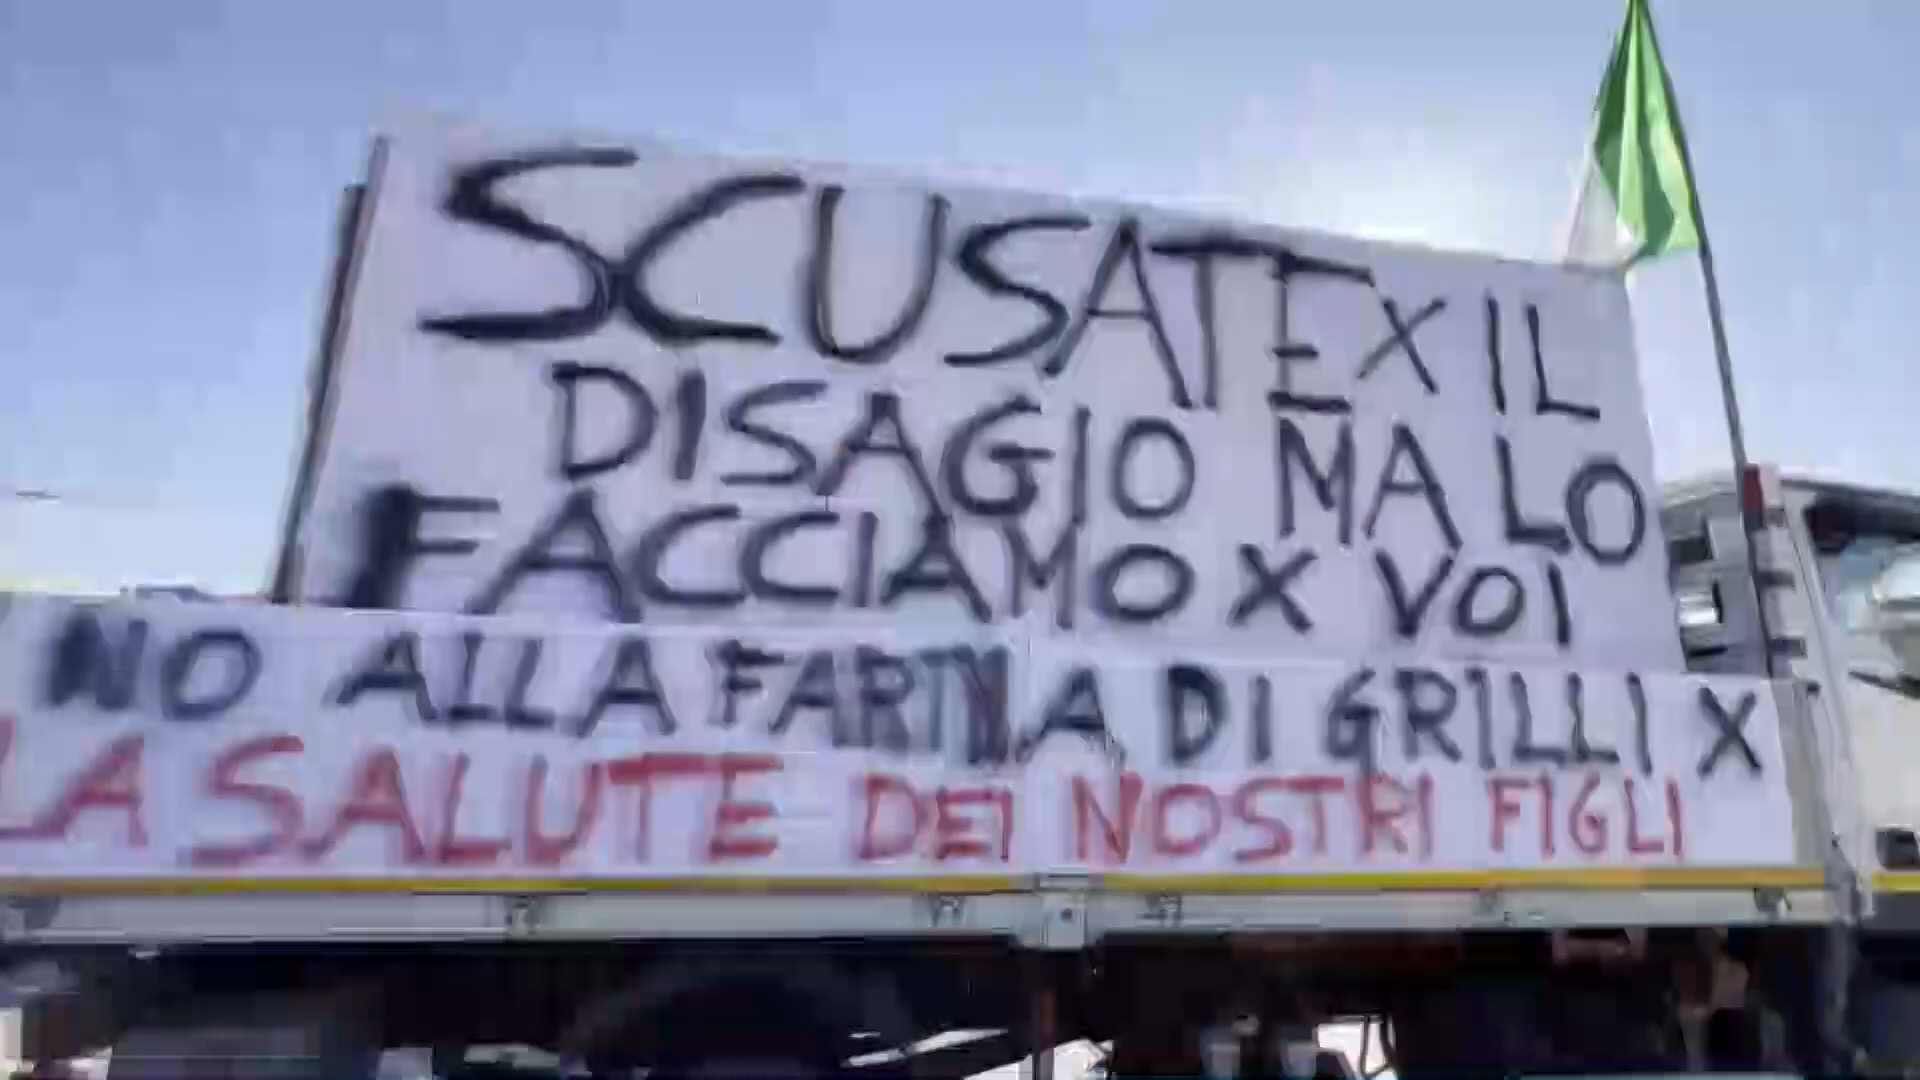 SCUSATE X IL
DISAGIO MA LO
FACCIAMO X VOI
NO ALLA FARINA DI GRILLI X
LA SALUTE DEI NOSTRI FIGLI